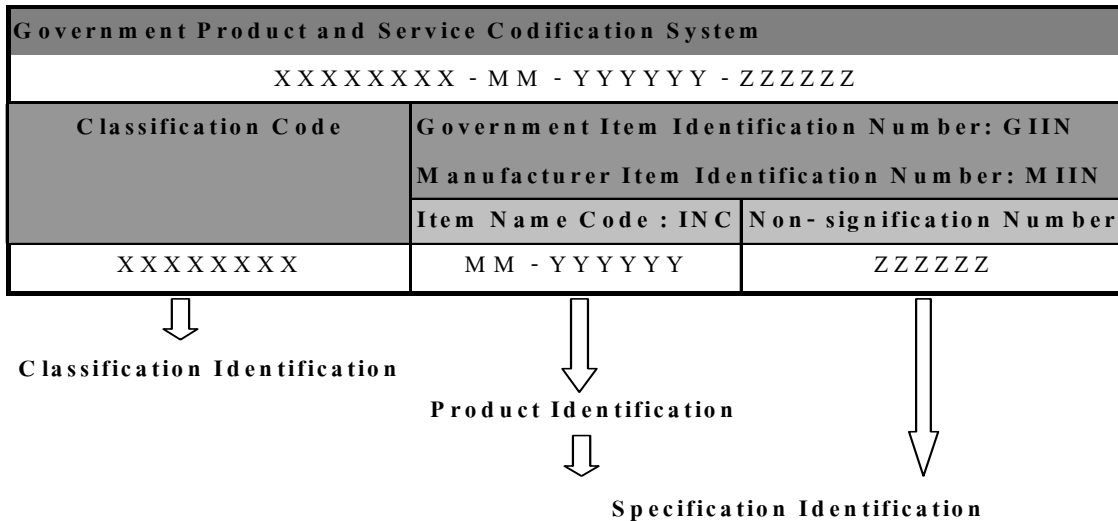 Government Product and Service Codification System
XXXXXXXX - MM - YYYYYY - ZZZZZZ
Classification Code
Government Item Identification Number: GIIN
Manufacturer Item Identification Number: MIIN
Item Name Code : INC
Non- signification Number
XXXXXXXX
MM - YYYYYY
ZZZZZZ
Classification Identification
Product Identification
Specification Identification